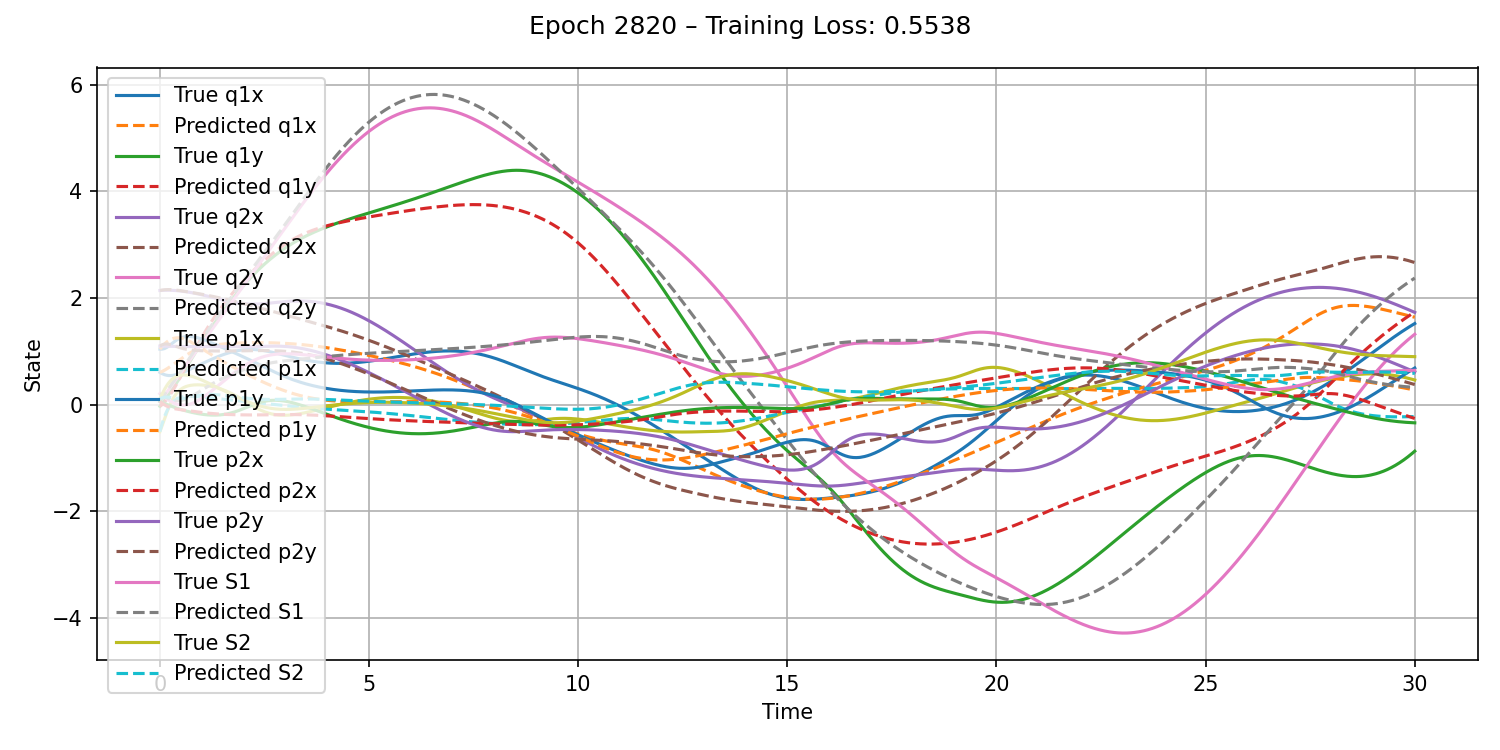 Epoch 2820 – Training Loss: 0.5538
6
4
2
0
−2
−4
State
True q1x
Predicted q1x
True q1y
Predicted q1y
True q2x
Predicted q2x
True q2y
Predicted q2y
True p1x
Predicted p1x
True p1y
Predicted p1y
True p2x
Predicted p2x
True p2y
Predicted p2y
True S1
Predicted S1
True S2
Predicted S2
0 5 10 15 20 25 30
Time